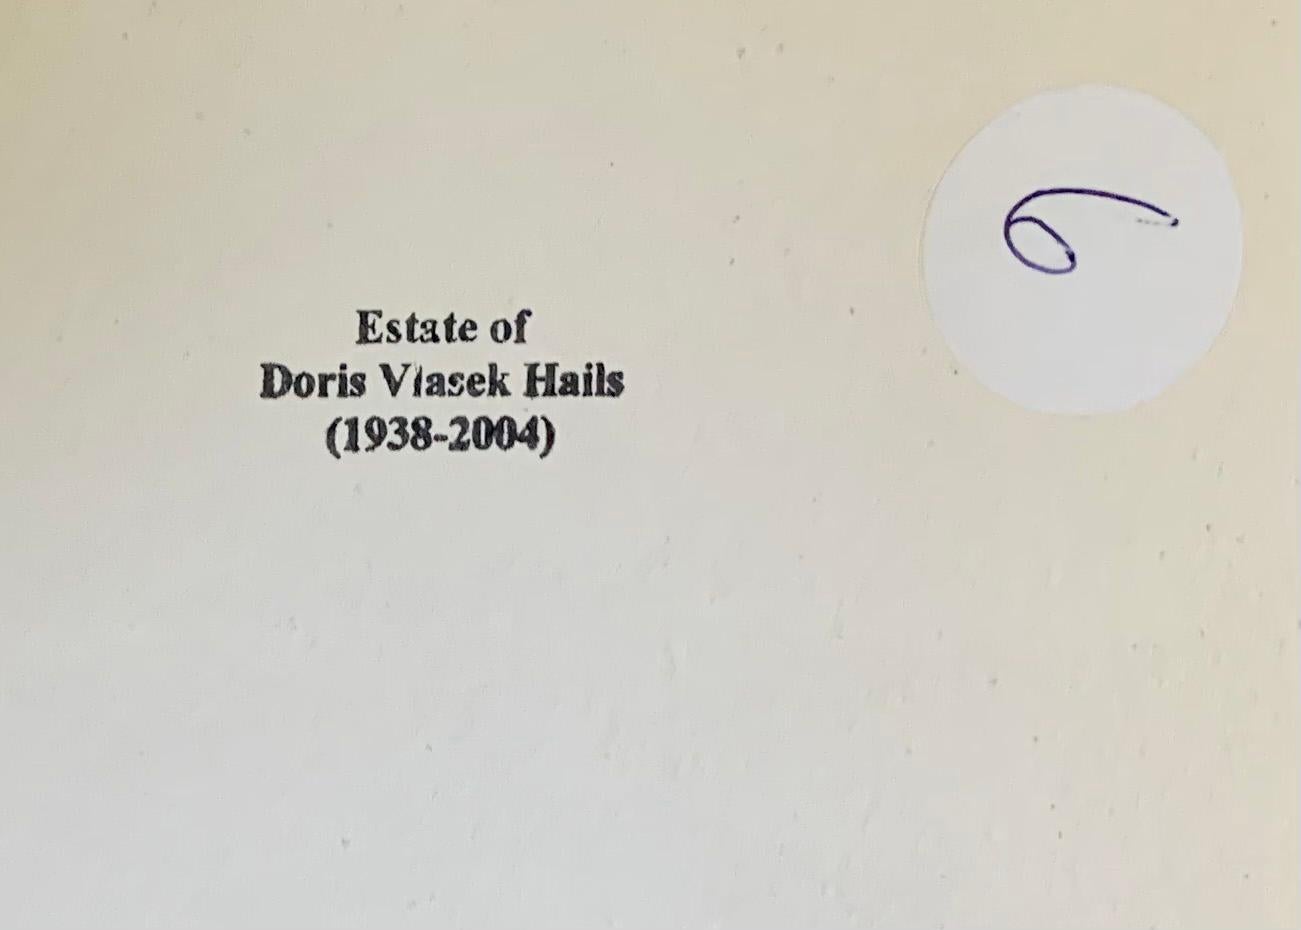 Estate of
Doris Vlasek Hails
(1938-2004)
6